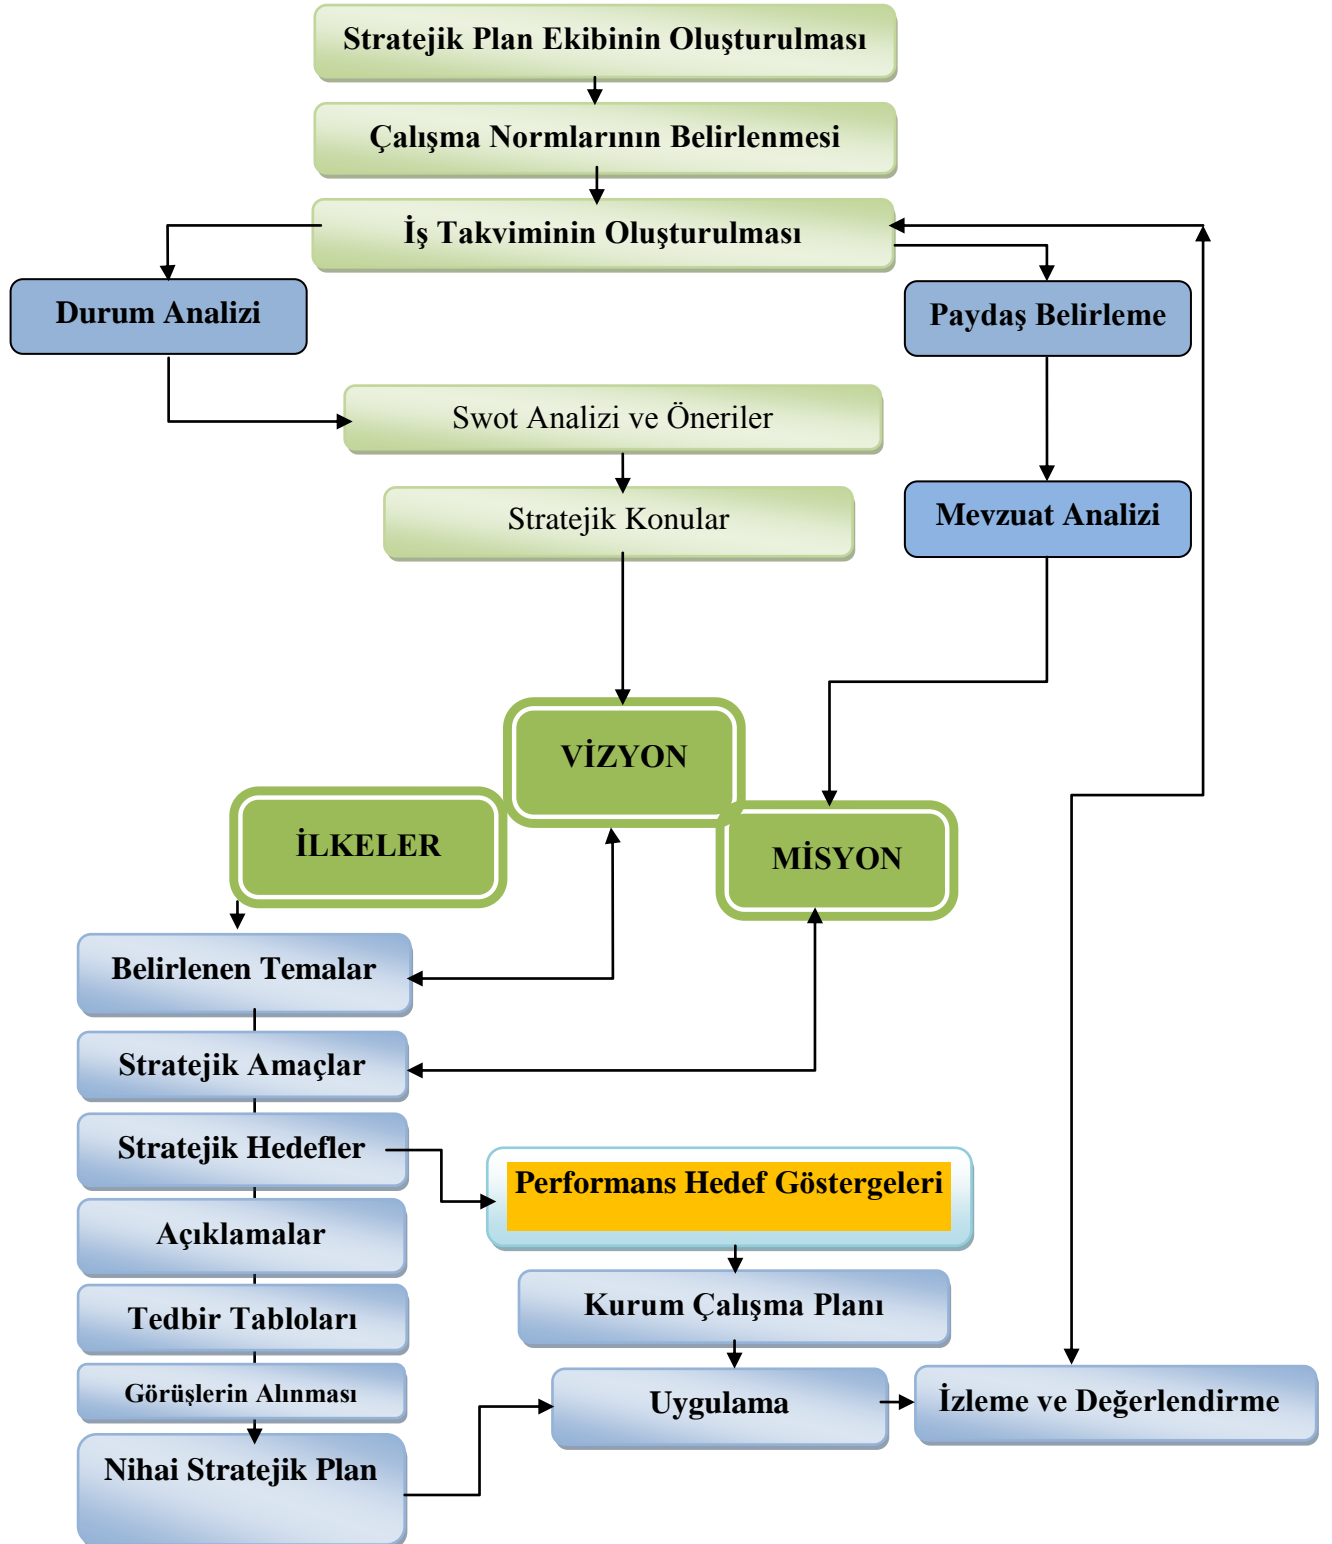 Stratejik Plan Ekibinin Oluşturulması
Çalışma Normlarının Belirlenmesi
İş Takviminin Oluşturulması
Durum Analizi
Paydaş Belirleme
Swot Analizi ve Öneriler
Stratejik Konular
Mevzuat Analizi
VİZYON
İLKELER
MİSYON
Belirlenen Temalar
Stratejik Amaçlar
Stratejik Hedefler
Performans Hedef Göstergeleri
Açıklamalar
Kurum Çalışma Planı
Tedbir Tabloları
Görüşlerin Alınması
Uygulama
İzleme ve Değerlendirme
Nihai Stratejik Plan